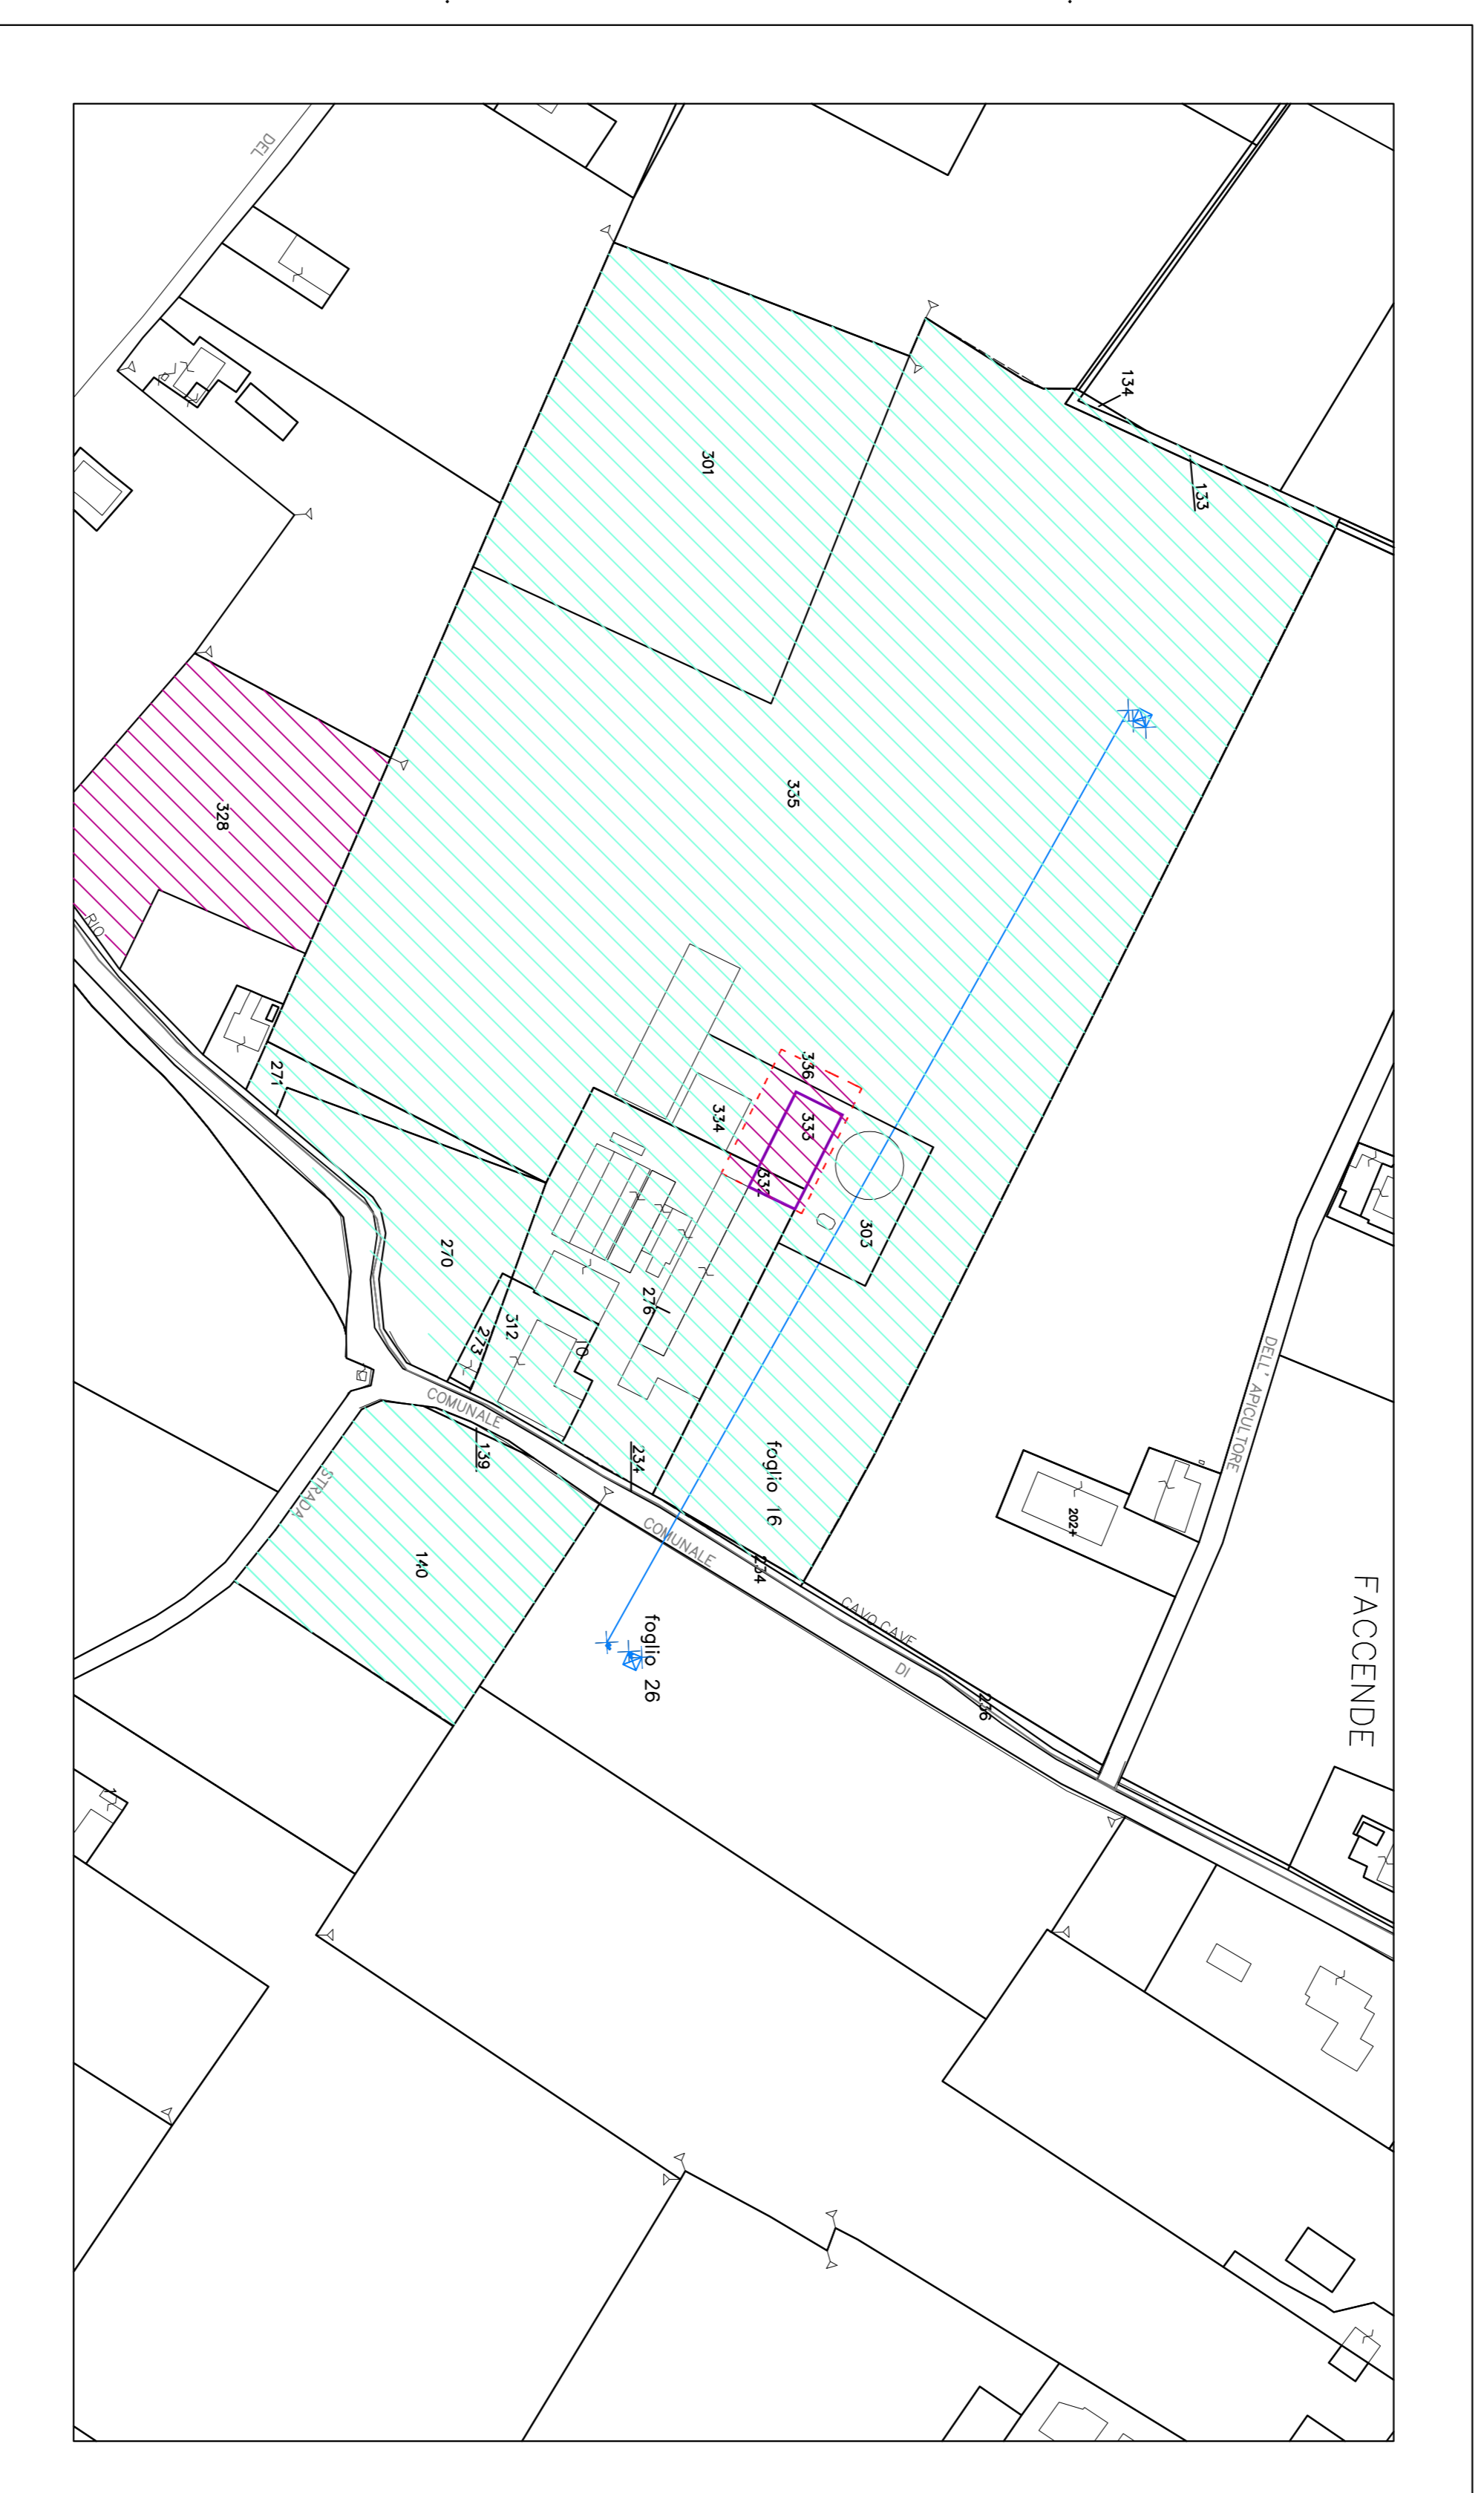 DEL
134
133
301
335
328
RIO
336
333
332
334
271
303
270
276
312
273
10
DELL' APICULTORE
COMUNALE
139
234
foglio 16
202+
STRADA
140
COMUNALE
234
CAVO CAVE
FACCENDE
foglio 26
DI
236